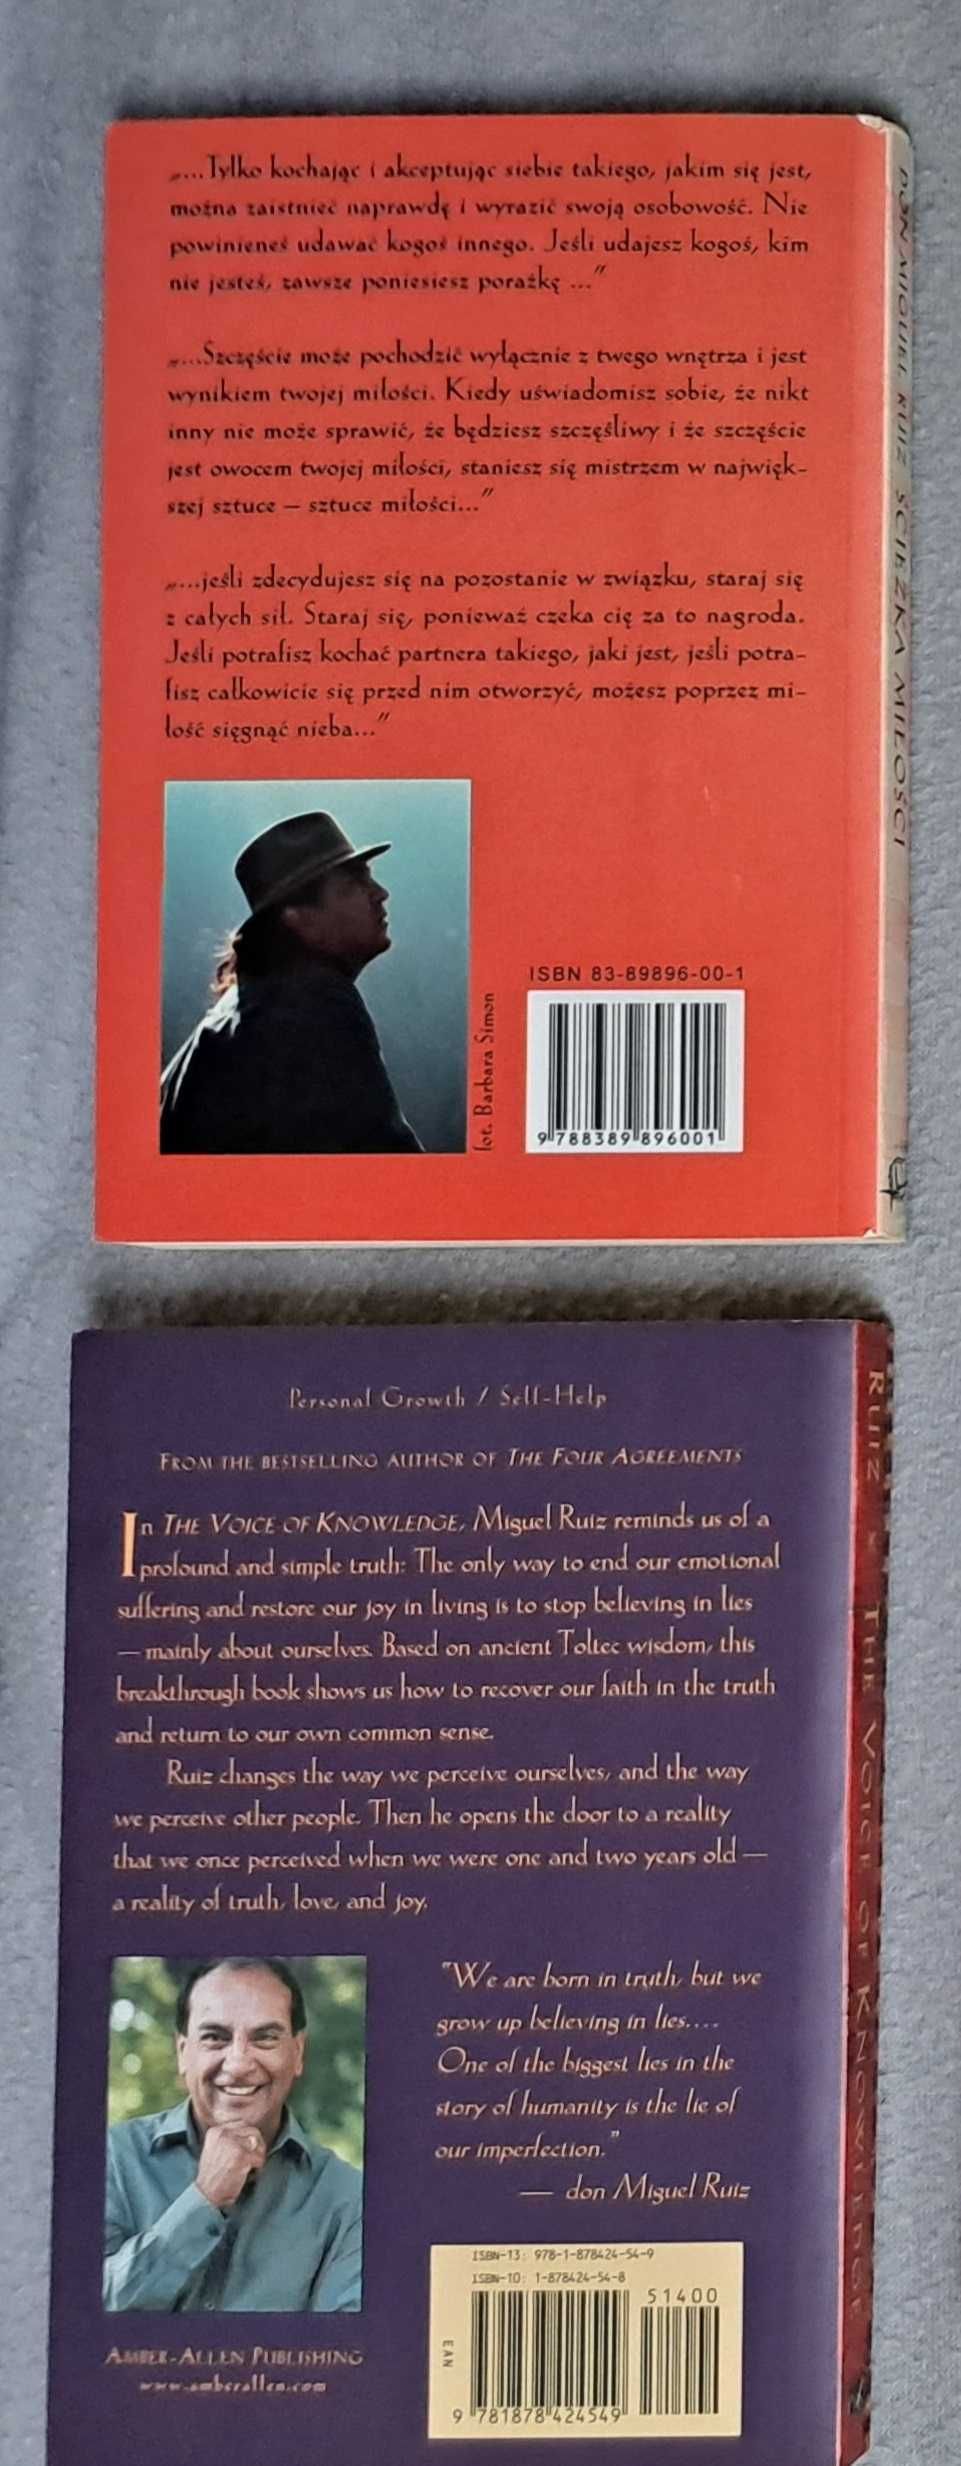 „...Tylko kochając i akceptując siebie takiego, jakim się jest,
można zaistnieć naprawdę i wyrazić swoją osobowość. Nie
powinieneś udawać kogoś innego. Jeśli udajesz kogoś, kim
nie jesteś, zawsze poniesiesz porażkę ..."
„...Szczęście może pochodzić wyłącznie z twego wnętrza i jest
wynikiem twojej miłości. Kiedy uświadomisz sobie, że nikt
inny nie może sprawić, że będziesz szczęśliwy i że szczęście
jest owocem twojej miłości, staniesz się mistrzem w najwięk-
szej sztuce – sztuce miłości..."
„...jeśli zdecydujesz się na pozostanie w związku, staraj się
z całych sił. Staraj się, ponieważ czeka cię za to nagroda.
Jeśli potrafisz kochać partnera takiego, jaki jest, jeśli potra-
fisz całkowicie się przed nim otworzyć, możesz poprzez mi-
łość sięgnąć nieba..."
fot. Barbara Simon
ISBN 83-89896-00-1
9 788389 896001
DON MIGUEL RUIZ ŚCIEŻKA MIŁOŚCI
Personal Growth / Self-Help
FROM THE BESTSELLING AUTHOR OF THE FOUR AGREEMENTS
In THE VOICE OF KNOWLEDGE, Miguel Ruiz reminds us of a
profound and simple truth: The only way to end our emotional
suffering and restore our joy in living is to stop believing in lies
— mainly about ourselves. Based on ancient Toltec wisdom, this
breakthrough book shows us how to recover our faith in the truth
and return to our own common sense.
Ruiz changes the way we perceive ourselves, and the way
we perceive other people. Then he opens the door to a reality
that we once perceived when we were one and two years old —
a reality of truth, love, and joy.
"We are born in truth, but we
grow up believing in lies....
One of the biggest lies in the
story of humanity is the lie of
our imperfection."
— don Miguel Ruiz
AMBER-ALLEN PUBLISHING
www.amberallen.com
ISBN-13: 978-1-878424-54-9
ISBN-10: 1-878424-54-8
51400
EAN
9 781878 424549
RUIZ • THE VOICE OF KNOWLEDGE